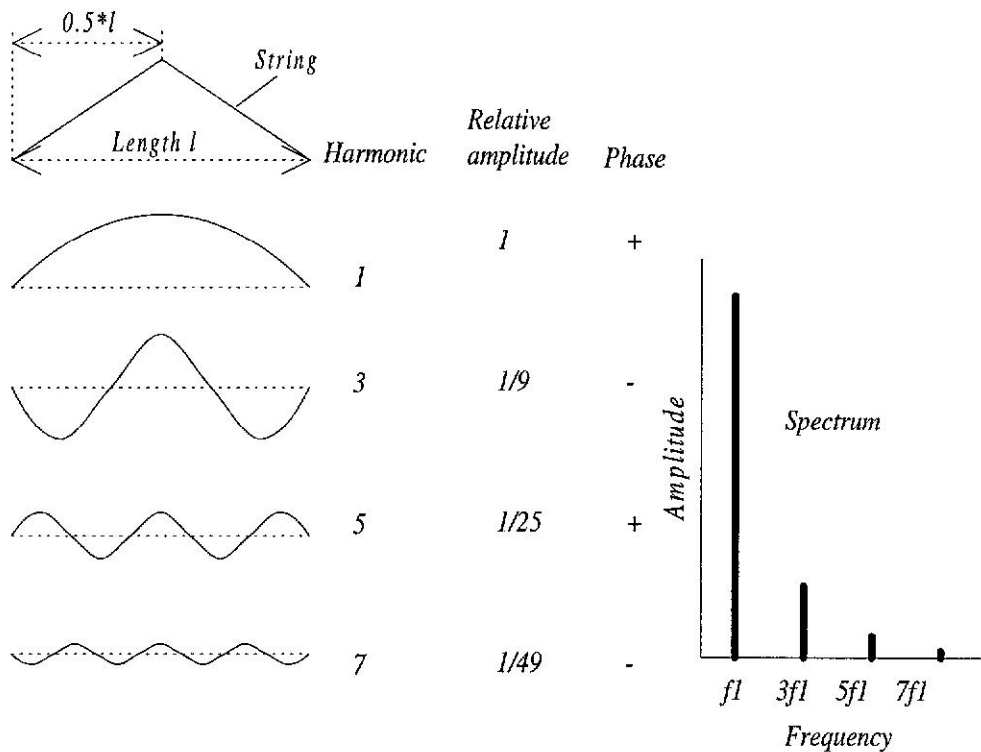 0.5*l
String
Length l
Harmonic
Relative
amplitude
Phase
1
1
+
3
1/9
-
5
1/25
+
7
1/49
-
Amplitude
Spectrum
f1 3f1 5f1 7f1
Frequency